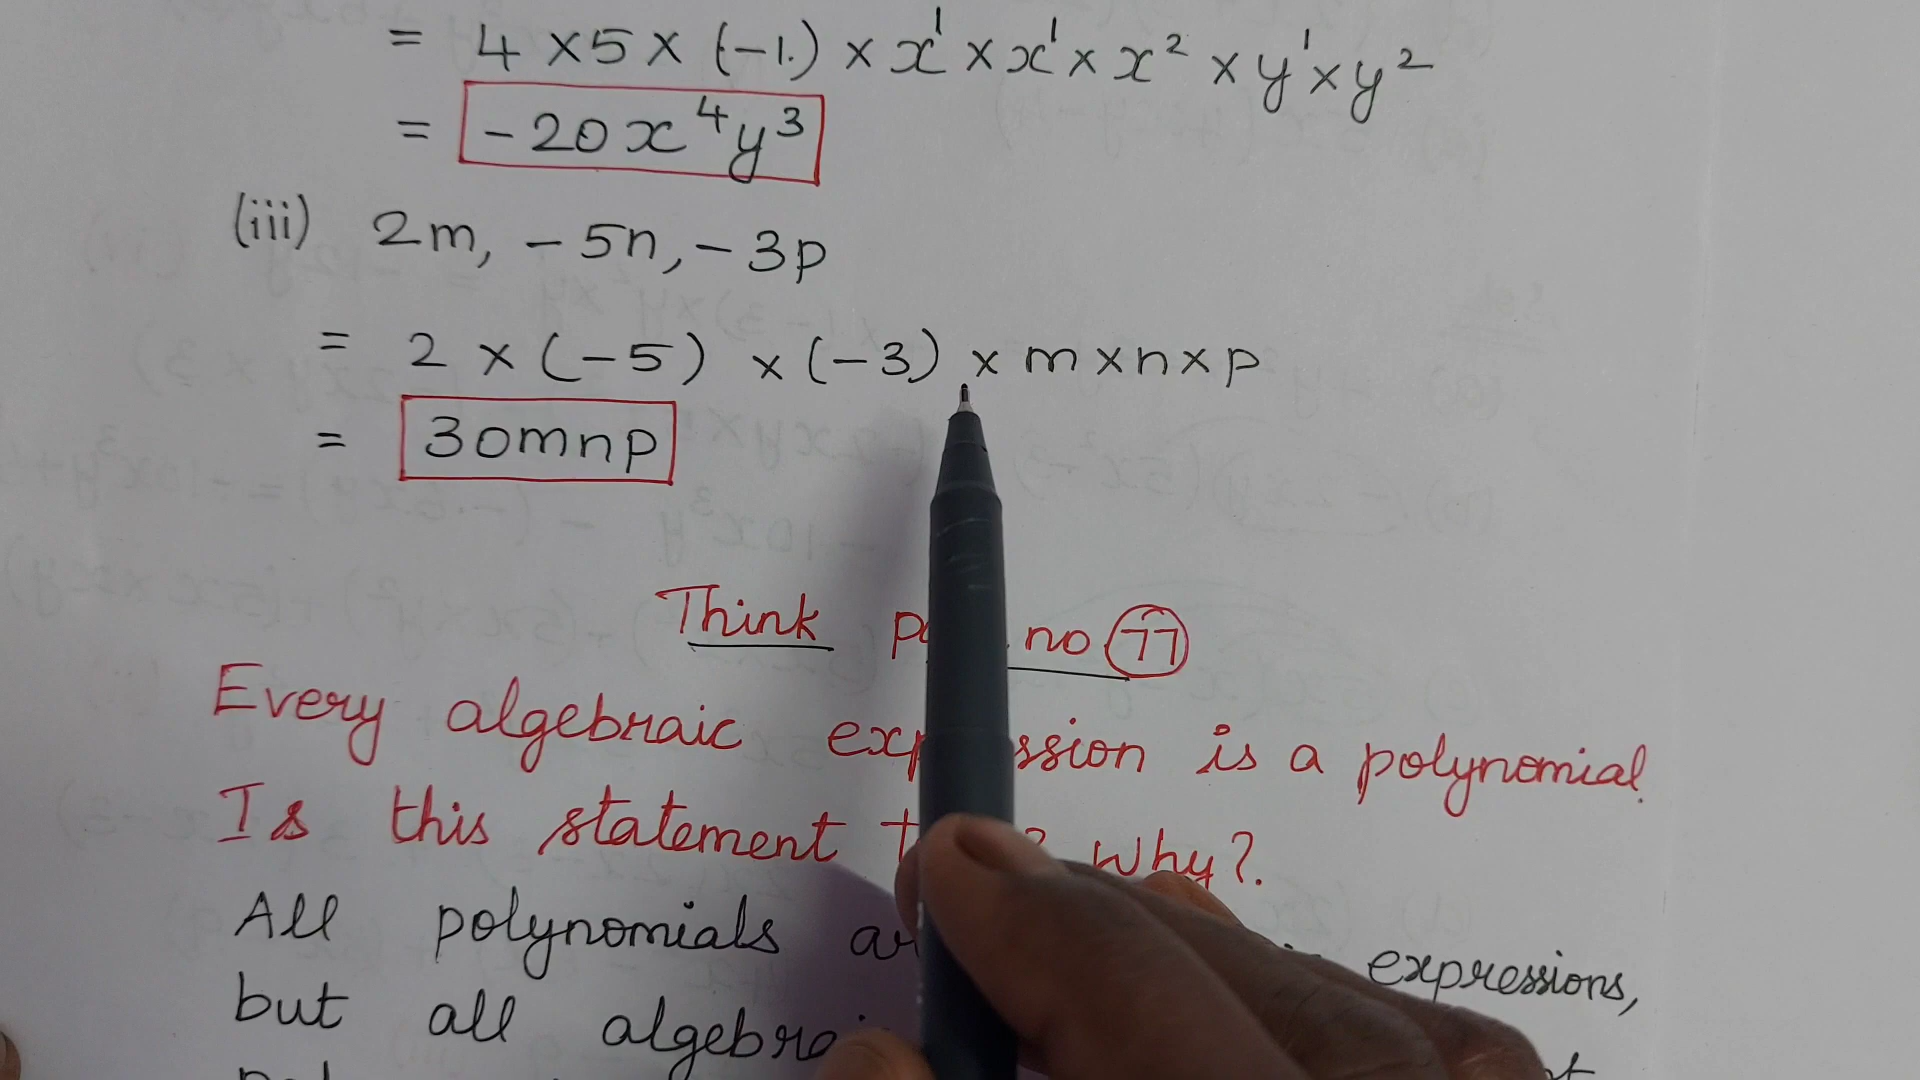 = 4 × 5 × (-1.) × x¹ × x¹ × x² × y¹ × y²
= -20x⁴y³
(iii) 2m, -5n, -3p
= 2 × (-5) × (-3) × m × n × p
= 30mnp
Think no 77
Every algebraic is a polynomial.
Is this statement why?.
All polynomials expressions,
but all